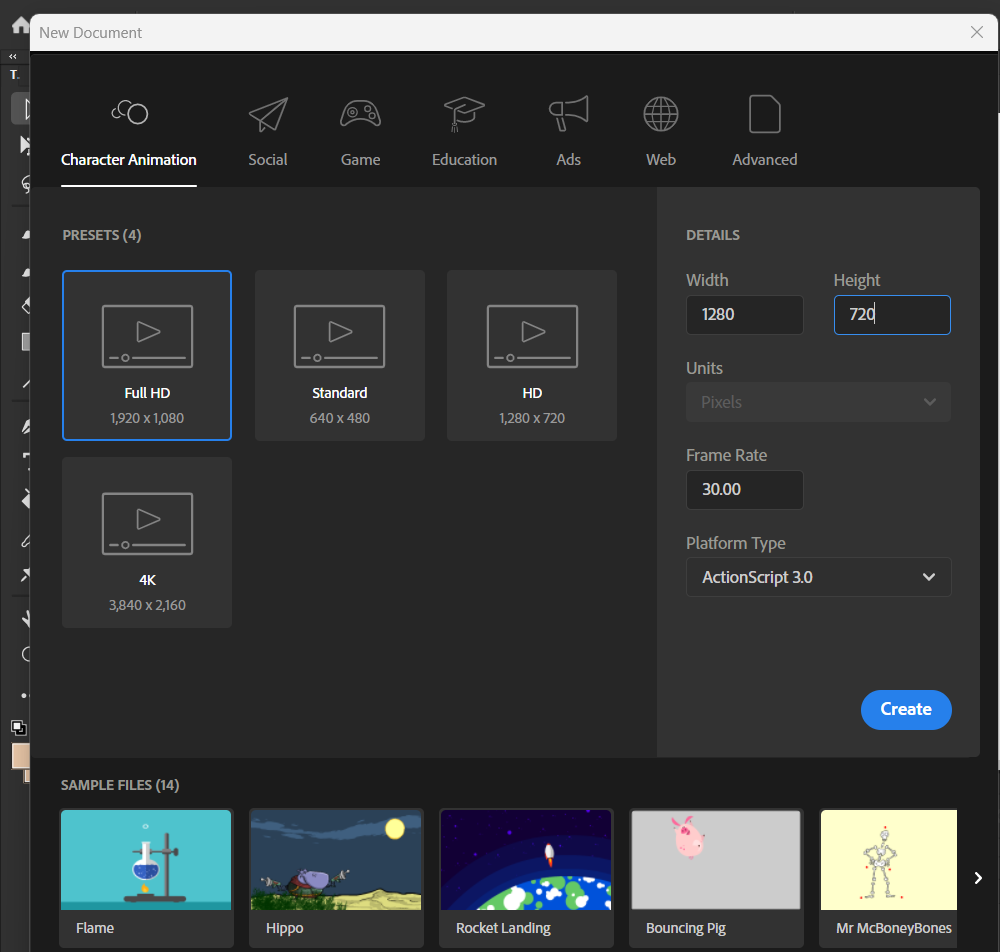 New Document
T.
Character Animation
Social
Game
Education
Ads
Web
Advanced
PRESETS (4)
Full HD
1,920 x 1,080
Standard
640 x 480
HD
1,280 x 720
4K
3,840 x 2,160
DETAILS
Width
Height
1280
720
Units
Pixels
Frame Rate
30.00
Platform Type
ActionScript 3.0
Create
SAMPLE FILES (14)
Flame
Hippo
Rocket Landing
Bouncing Pig
Mr McBoneyBones